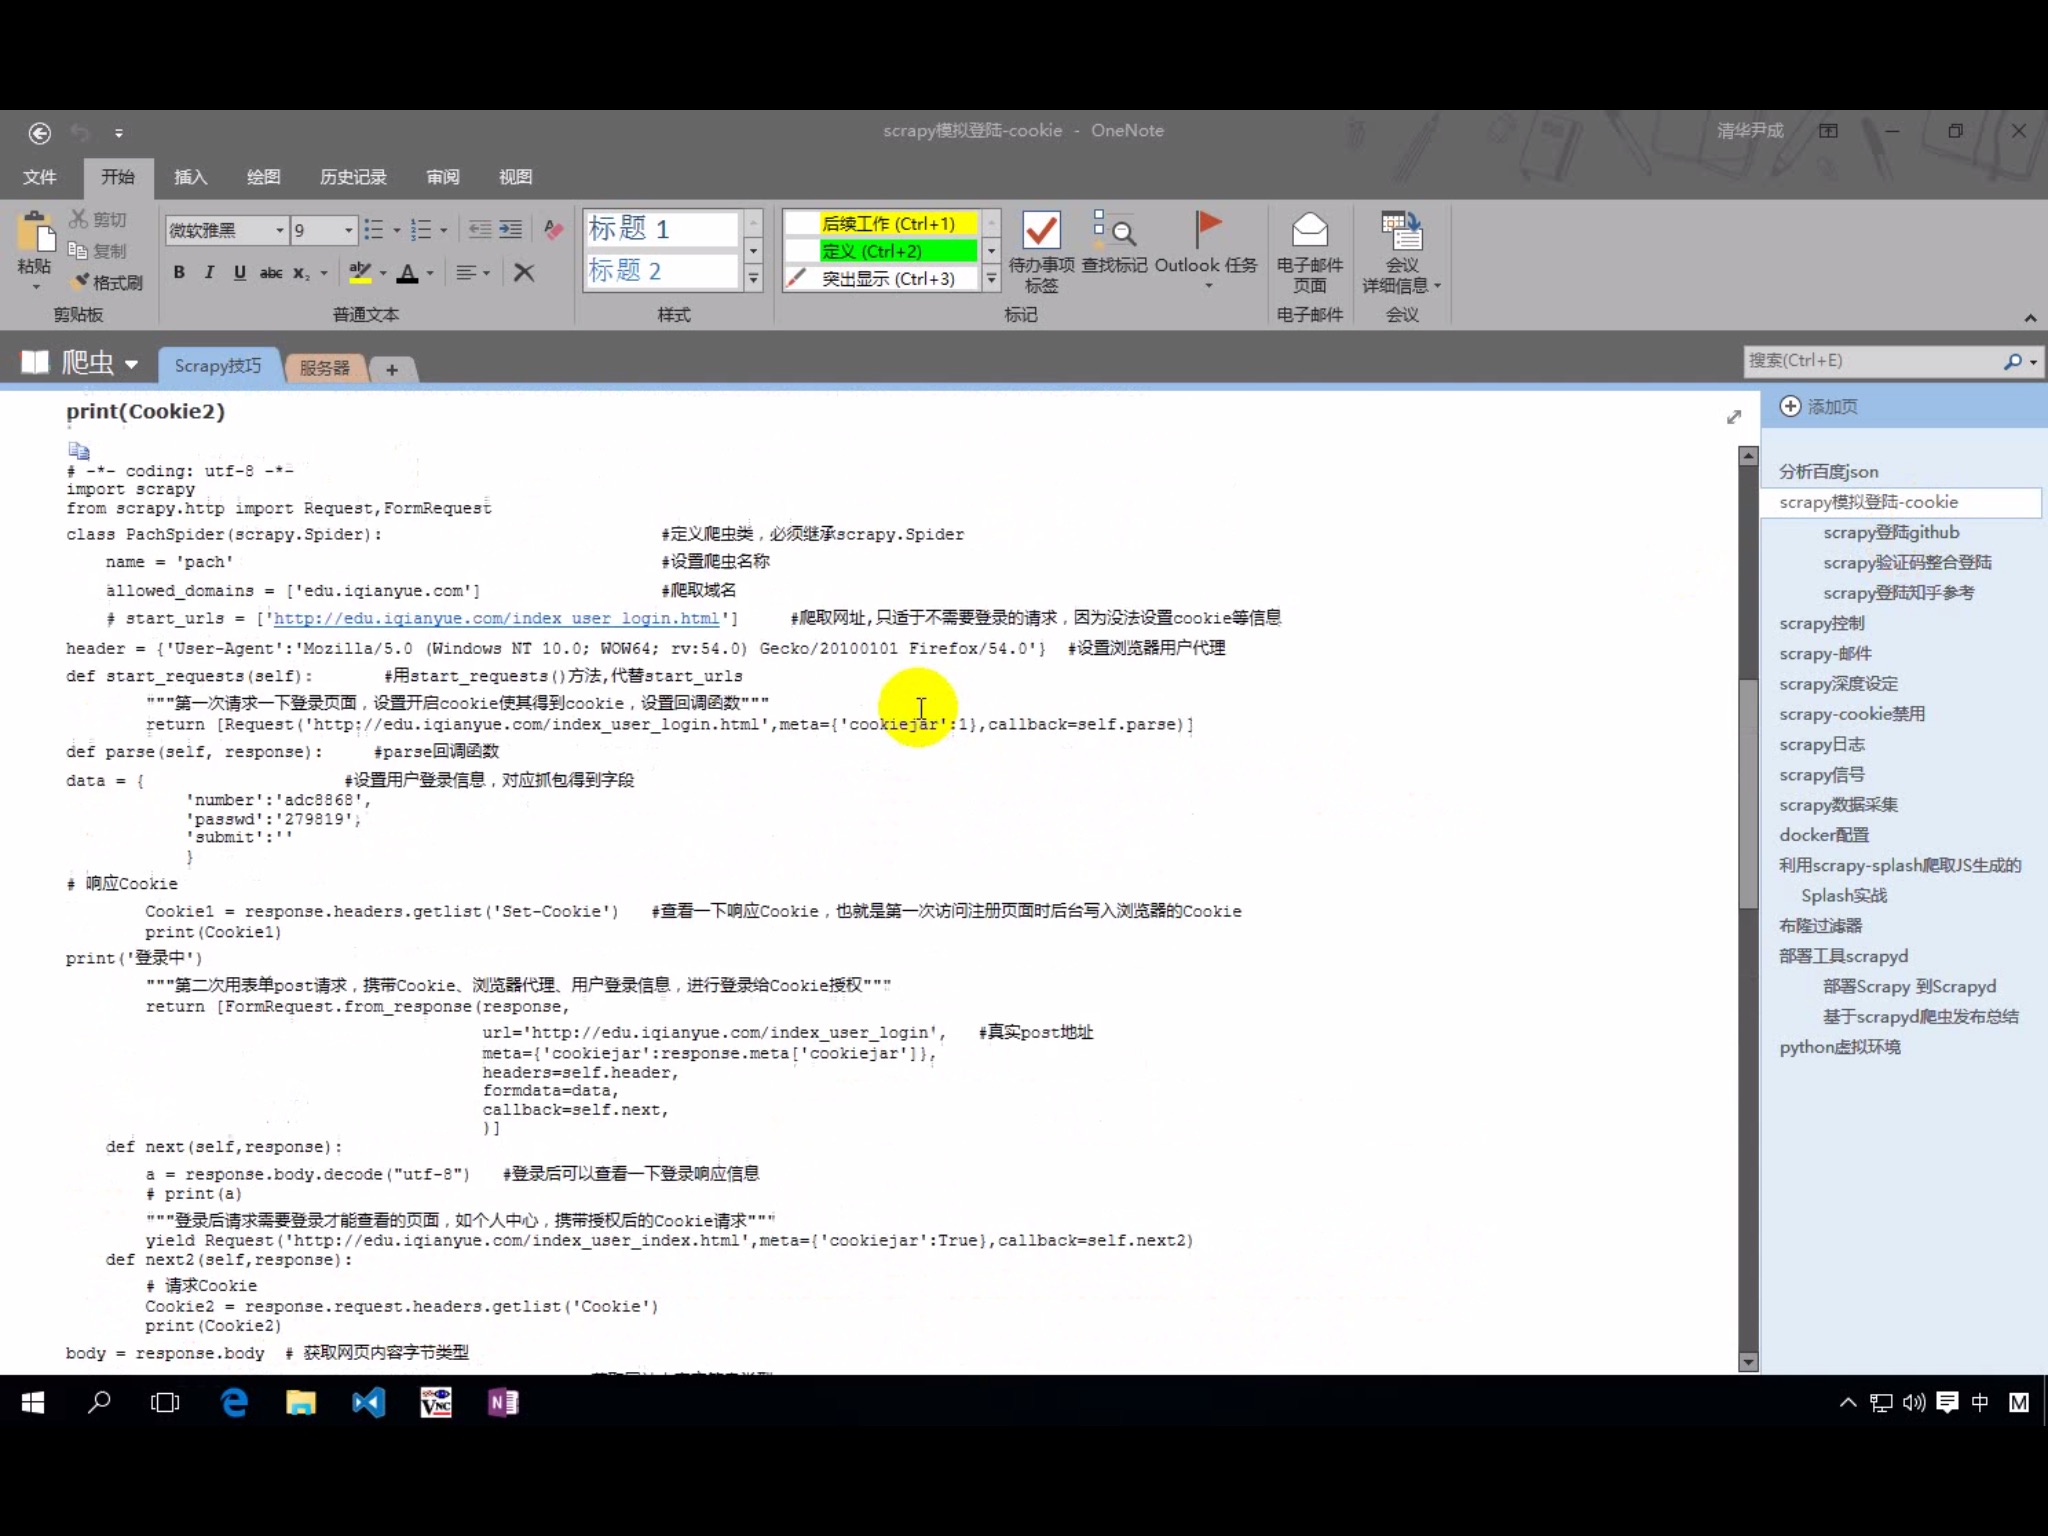 scrapy模拟登陆-cookie - OneNote
清华尹成
文件 开始 插入 绘图 历史记录 审阅 视图
粘贴
剪切
复制
格式刷
剪贴板
微软雅黑 9
B I U abc x₂ aby A
普通文本
标题 1
标题 2
样式
后续工作 (Ctrl+1)
定义 (Ctrl+2)
突出显示 (Ctrl+3)
待办事项
标签
查找标记
Outlook 任务
标记
电子邮件
页面
电子邮件
会议
详细信息
会议
爬虫
Scrapy技巧
服务器
+
搜索(Ctrl+E)
print(Cookie2)
# -*- coding: utf-8 -*-
import scrapy
from scrapy.http import Request,FormRequest
class PachSpider(scrapy.Spider): #定义爬虫类，必须继承scrapy.Spider
name = 'pach' #设置爬虫名称
allowed_domains = ['edu.iqianyue.com'] #爬取域名
# start_urls = ['http://edu.iqianyue.com/index_user_login.html'] #爬取网址,只适于不需要登录的请求，因为没法设置cookie等信息
header = {'User-Agent':'Mozilla/5.0 (Windows NT 10.0; WOW64; rv:54.0) Gecko/20100101 Firefox/54.0'} #设置浏览器用户代理
def start_requests(self): #用start_requests()方法,代替start_urls
"""第一次请求一下登录页面，设置开启cookie使其得到cookie，设置回调函数"""
return [Request('http://edu.iqianyue.com/index_user_login.html',meta={'cookiejar':1},callback=self.parse)]
def parse(self, response): #parse回调函数
data = { #设置用户登录信息，对应抓包得到字段
'number':'adc8868',
'passwd':'279819',
'submit':''
}
# 响应Cookie
Cookie1 = response.headers.getlist('Set-Cookie') #查看一下响应Cookie，也就是第一次访问注册页面时后台写入浏览器的Cookie
print(Cookie1)
print('登录中')
"""第二次用表单post请求，携带Cookie、浏览器代理、用户登录信息，进行登录给Cookie授权"""
return [FormRequest.from_response(response,
url='http://edu.iqianyue.com/index_user_login', #真实post地址
meta={'cookiejar':response.meta['cookiejar']},
headers=self.header,
formdata=data,
callback=self.next,
)]
def next(self,response):
a = response.body.decode("utf-8") #登录后可以查看一下登录响应信息
# print(a)
"""登录后请求需要登录才能查看的页面，如个人中心，携带授权后的Cookie请求"""
yield Request('http://edu.iqianyue.com/index_user_index.html',meta={'cookiejar':True},callback=self.next2)
def next2(self,response):
# 请求Cookie
Cookie2 = response.request.headers.getlist('Cookie')
print(Cookie2)
body = response.body # 获取网页内容字节类型
添加页
分析百度json
scrapy模拟登陆-cookie
scrapy登陆github
scrapy验证码整合登陆
scrapy登陆知乎参考
scrapy控制
scrapy-邮件
scrapy深度设定
scrapy-cookie禁用
scrapy日志
scrapy信号
scrapy数据采集
docker配置
利用scrapy-splash爬取JS生成的
Splash实战
布隆过滤器
部署工具scrapyd
部署Scrapy 到Scrapyd
基于scrapyd爬虫发布总结
python虚拟环境
中
M